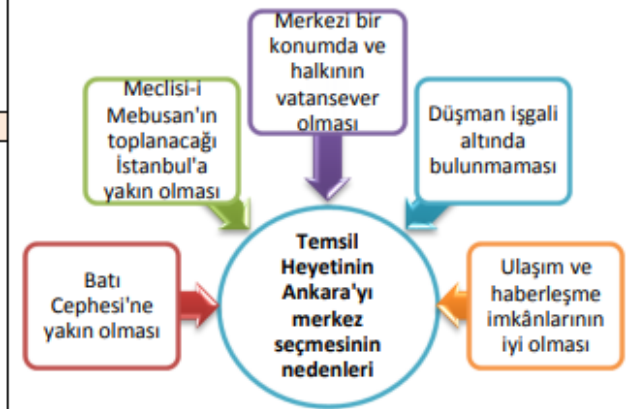 Merkezi bir
konumda ve
halkının
vatansever
olması
Meclisi-i
Mebusan'ın
toplanacağı
İstanbul'a
yakın olması
Düşman işgali
altında
bulunmaması
Batı
Cephesi'ne
yakın olması
Temsil
Heyetinin
Ankara'yı
merkez
seçmesinin
nedenleri
Ulaşım ve
haberleşme
imkânlarının
iyi olması